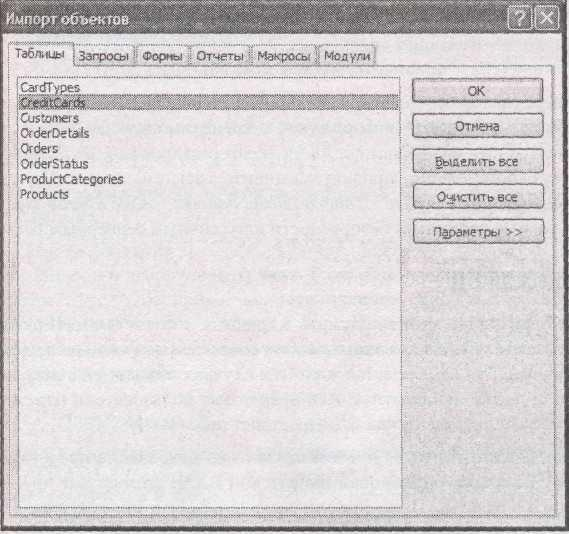 Импорт объектов
Таблицы Запросы Формы Отчеты Макросы Модули
CardTypes
CreditCards
Customers
OrderDetails
Orders
OrderStatus
ProductCategories
Products
ОК
Отмена
Выделить все
Очистить все
Параметры >>